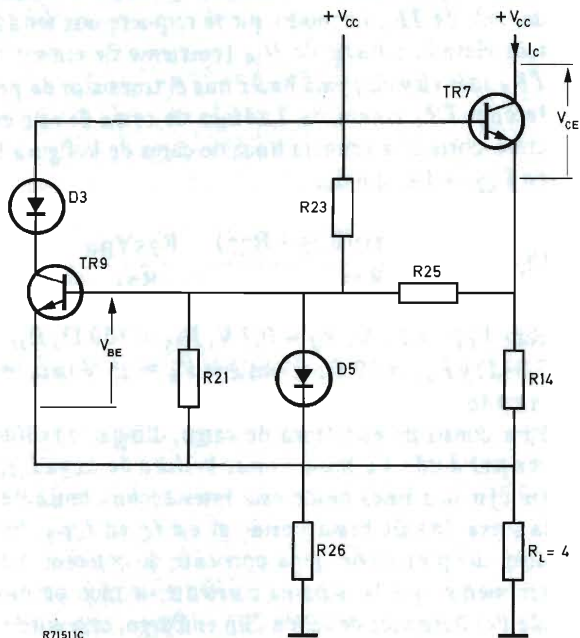 + VCC
+ VCC
IC
TR7
VCE
D3
R23
TR9
R25
VBE
R21
D5
R14
R26
RL = 4
R71511C